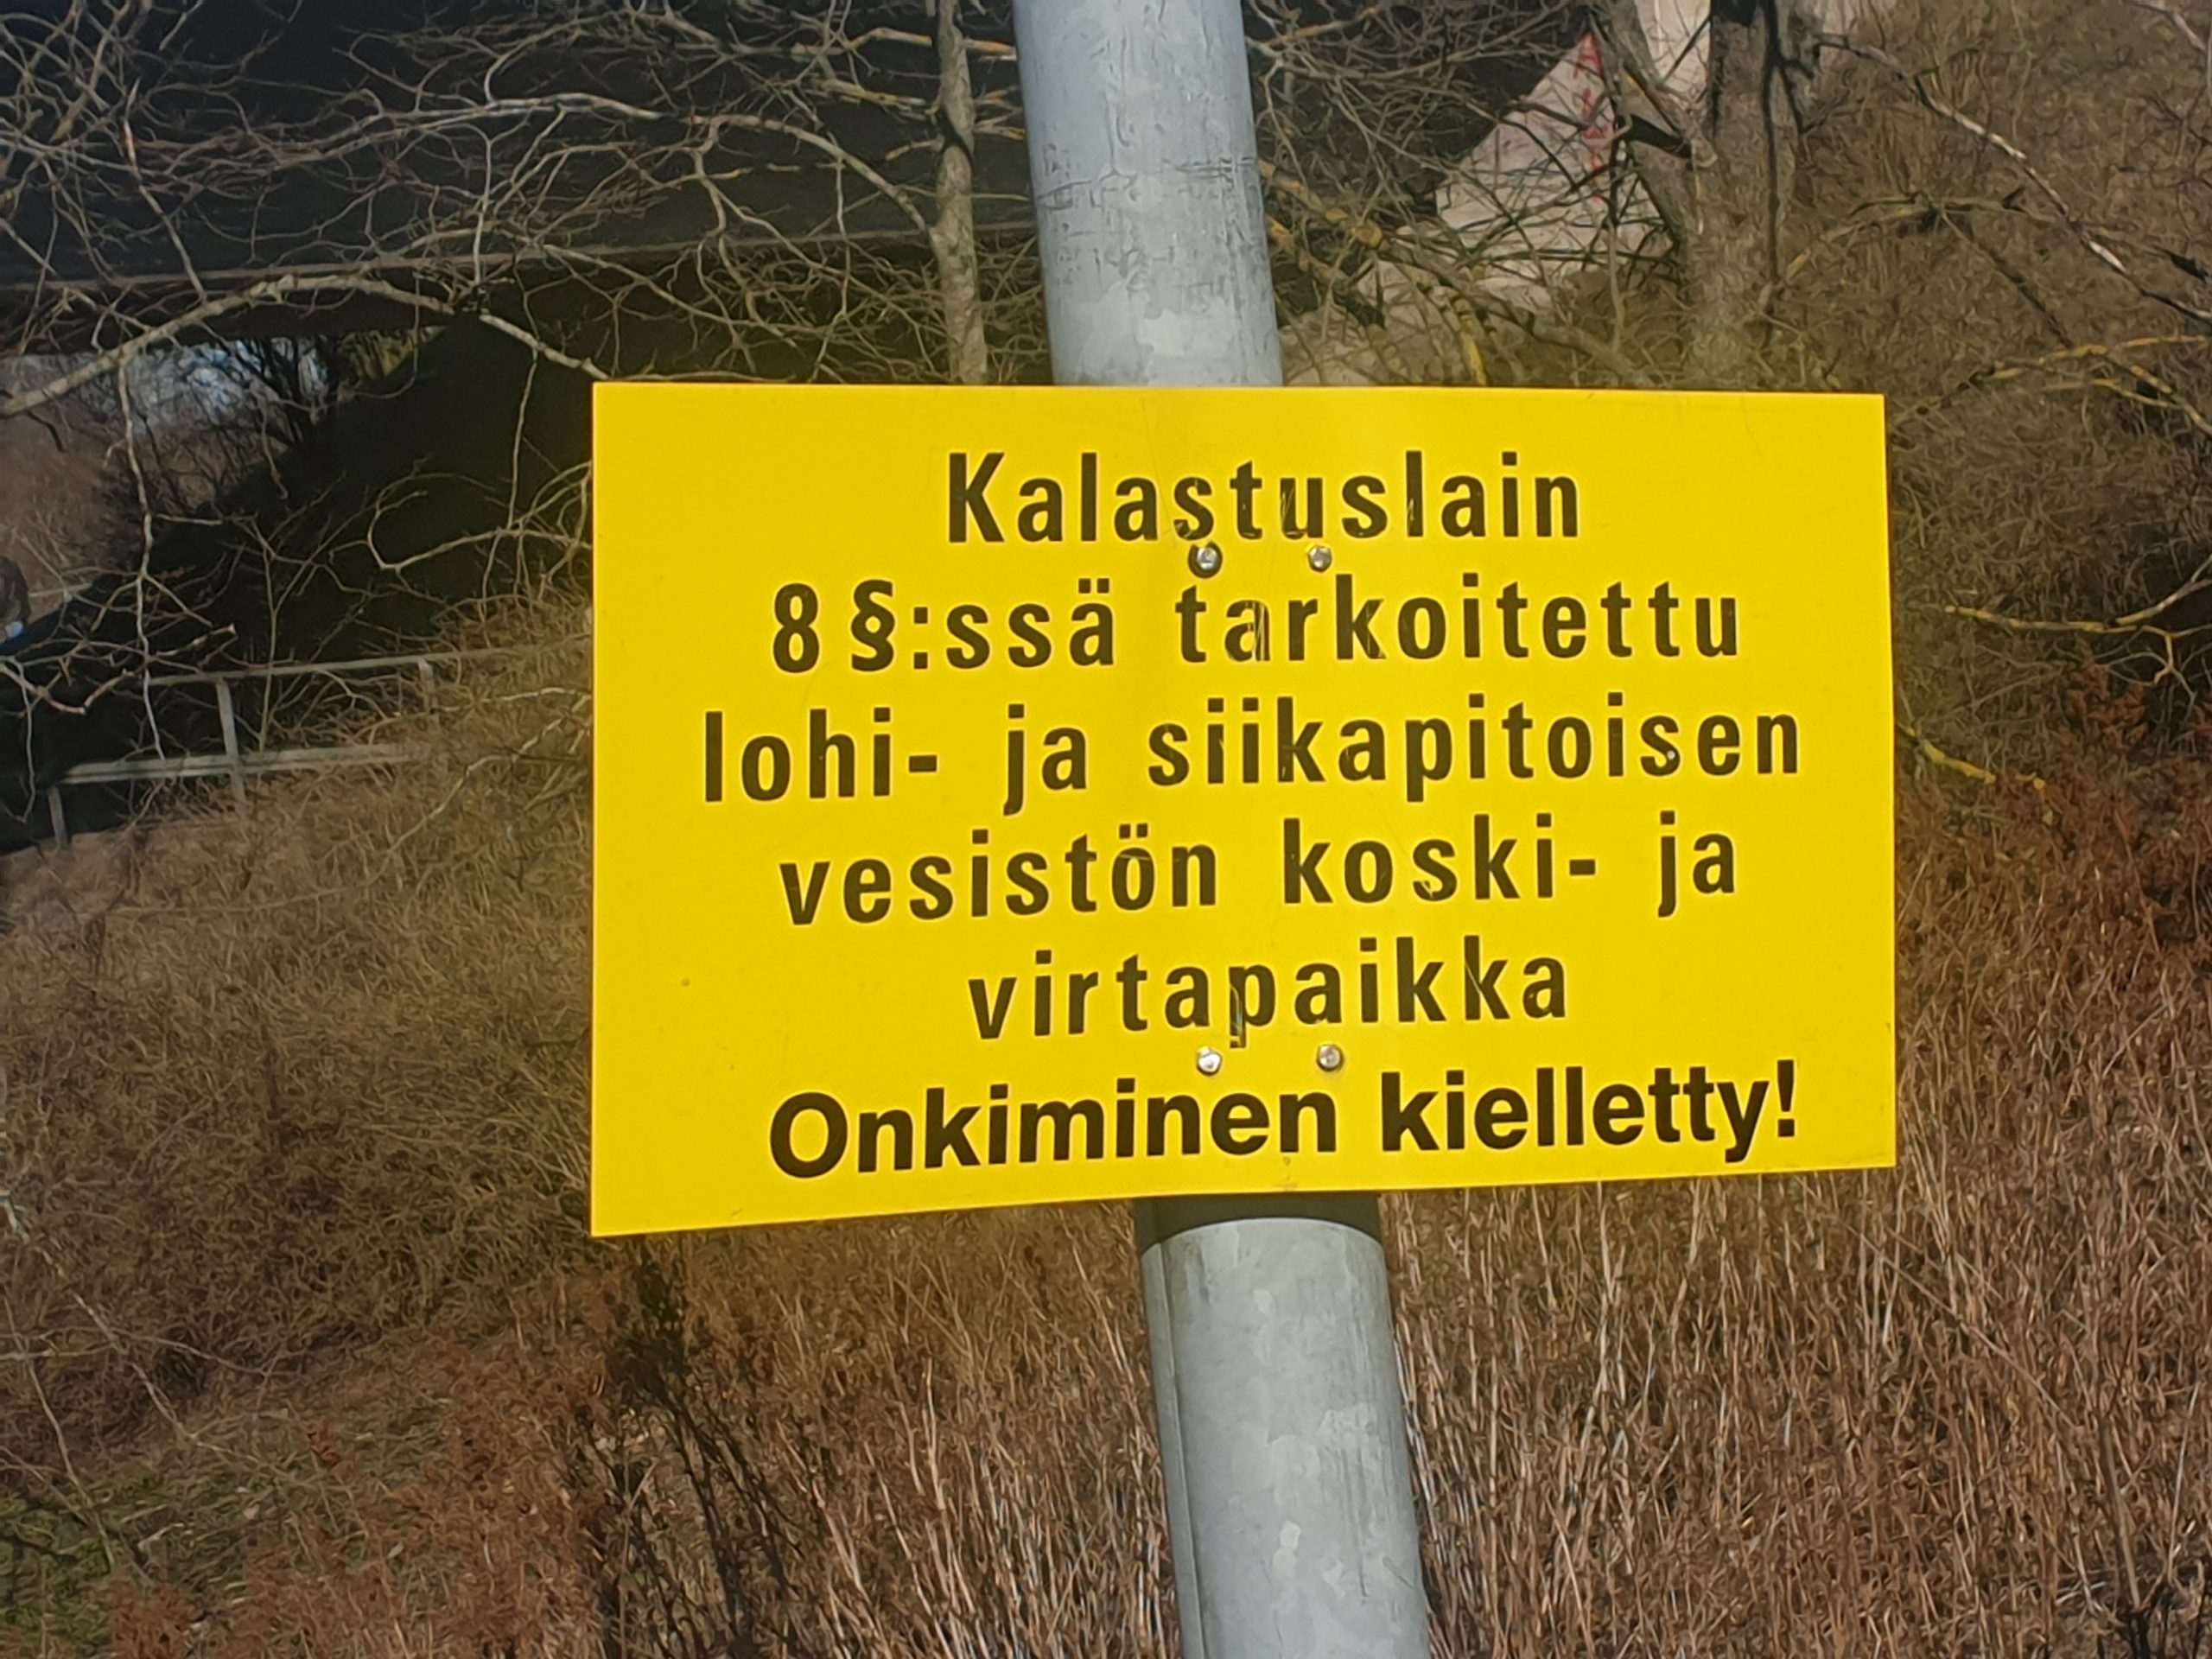 Kalastuslain
8 §:ssä tarkoitettu
lohi- ja siikapitoisen
vesistön koski- ja
virtapaikka
Onkiminen kielletty!